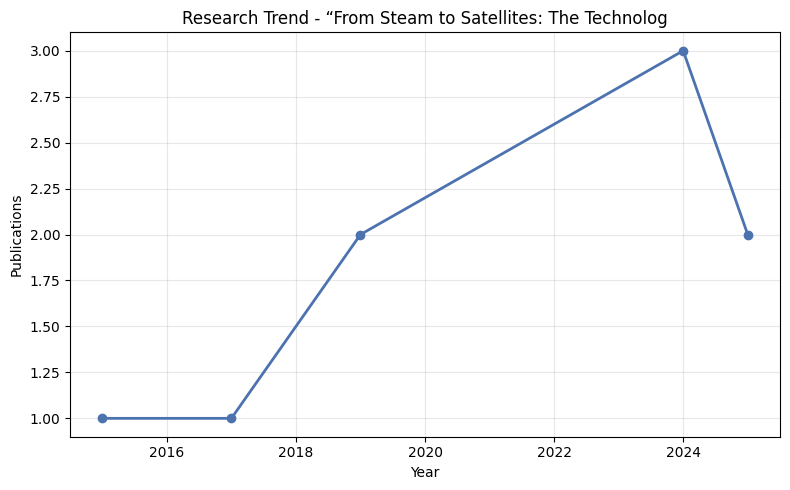 Research Trend - “From Steam to Satellites: The Technolog
3.00
2.75
2.50
2.25
2.00
1.75
1.50
1.25
1.00
Publications
2016 2018 2020 2022 2024
Year